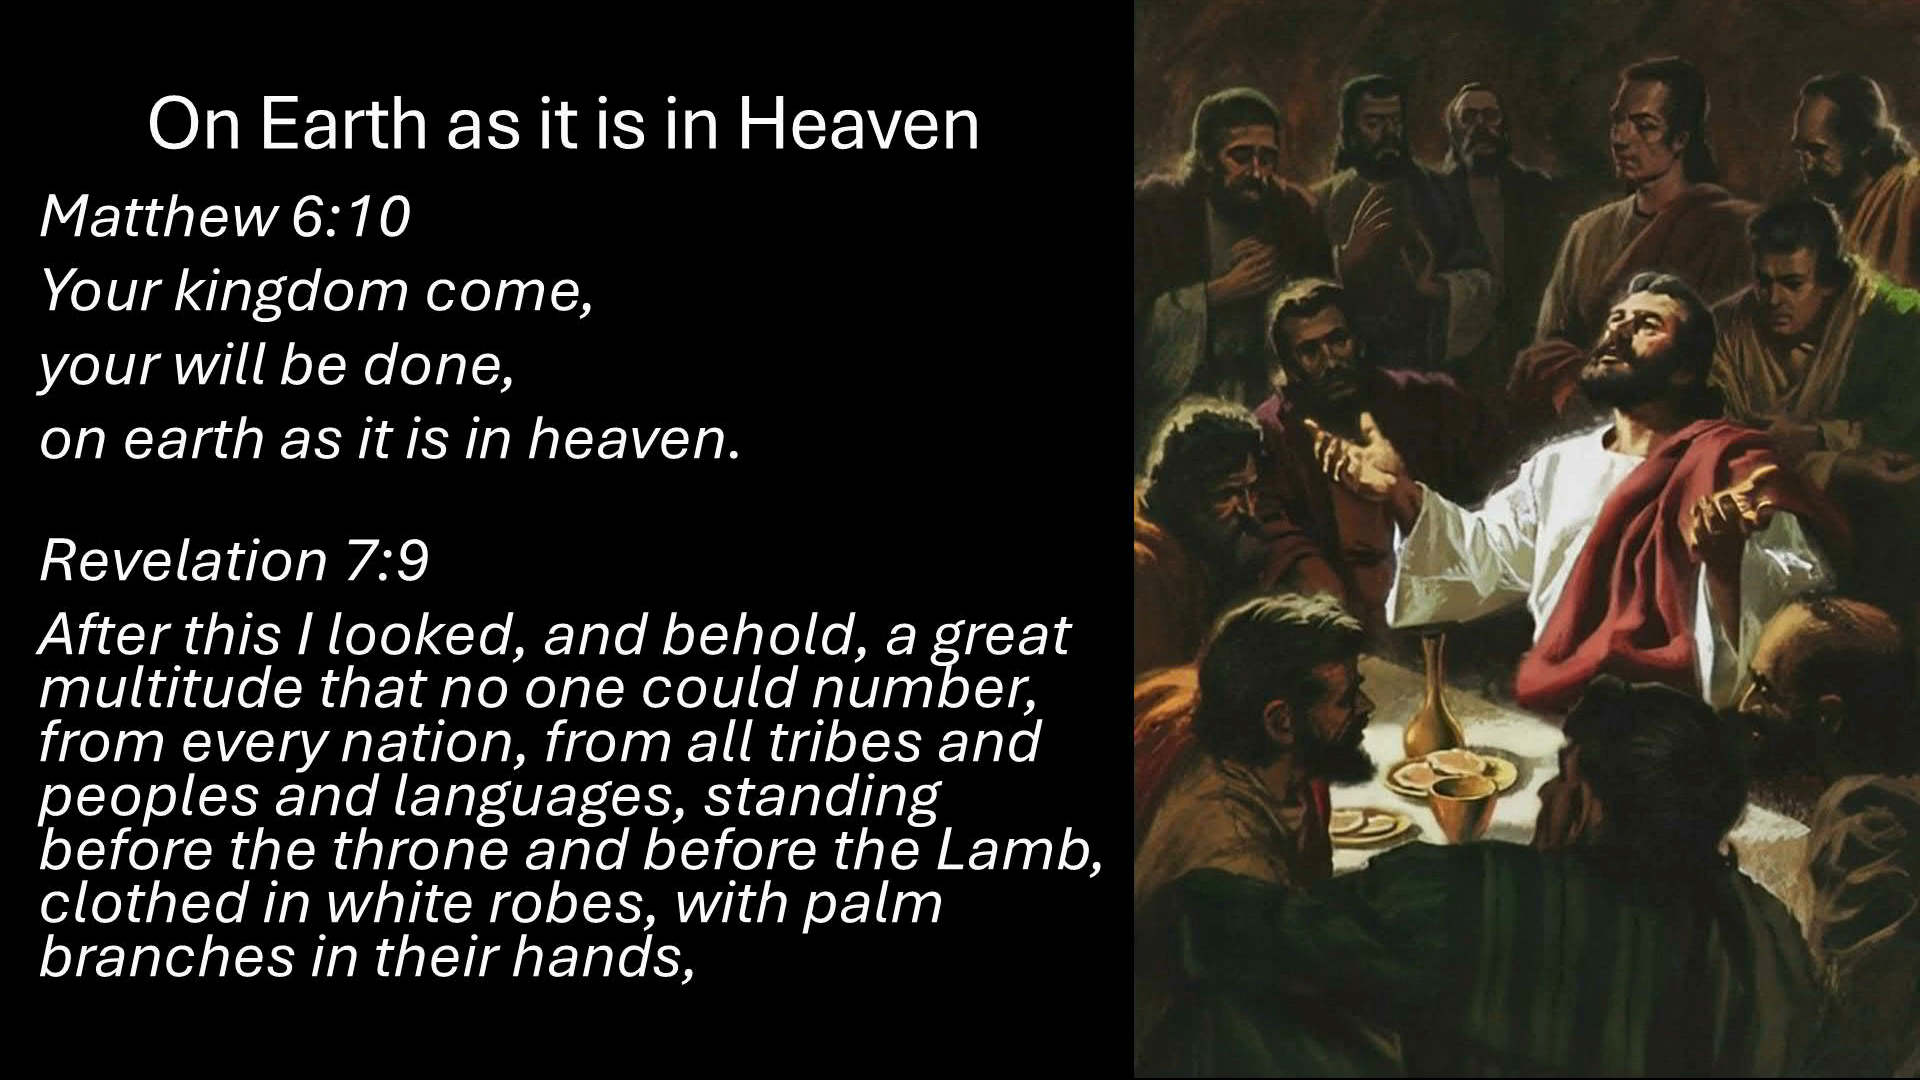 On Earth as it is in Heaven
Matthew 6:10
Your kingdom come,
your will be done,
on earth as it is in heaven.
Revelation 7:9
After this I looked, and behold, a great
multitude that no one could number,
from every nation, from all tribes and
peoples and languages, standing
before the throne and before the Lamb,
clothed in white robes, with palm
branches in their hands,